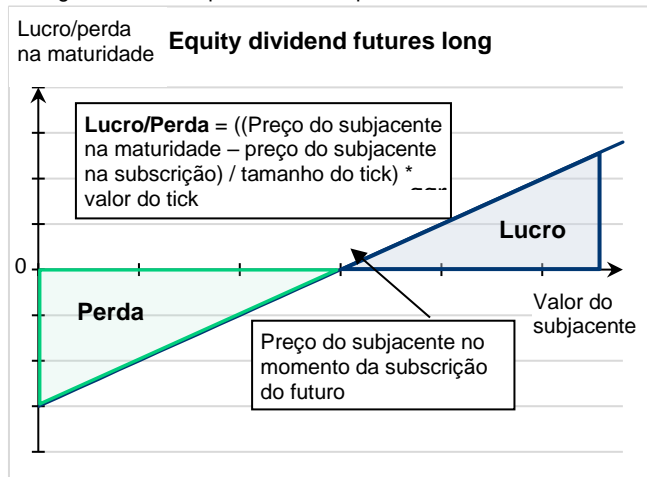 Lucro/perda
na maturidade
Equity dividend futures long
Lucro/Perda = ((Preço do subjacente
na maturidade – preço do subjacente
na subscrição) / tamanho do tick) *
valor do tick
Lucro
0
Perda
Valor do
subjacente
Preço do subjacente no
momento da subscrição
do futuro